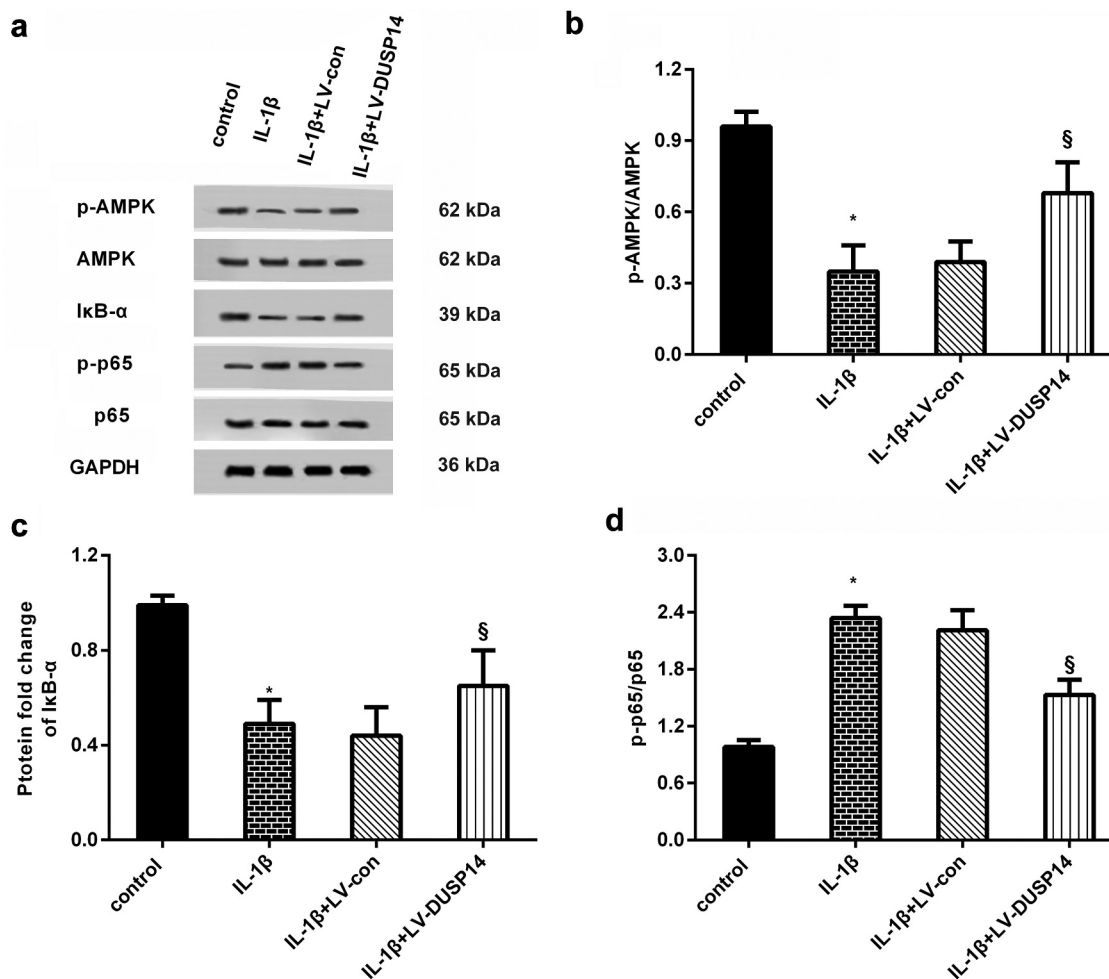 a
control
IL-1β
IL-1β+LV-con
IL-1β+LV-DUSP14
p-AMPK
62 kDa
AMPK
62 kDa
IκB-α
39 kDa
p-p65
65 kDa
p65
65 kDa
GAPDH
36 kDa
b
p-AMPK/AMPK
1.2
0.9
0.6
0.3
0.0
*
§
control
IL-1β
IL-1β+LV-con
IL-1β+LV-DUSP14
c
Ptotein fold change
of IκB-α
1.2
0.8
0.4
0.0
*
§
control
IL-1β
IL-1β+LV-con
IL-1β+LV-DUSP14
d
p-p65/p65
3.0
2.4
1.8
1.2
0.6
0.0
*
§
control
IL-1β
IL-1β+LV-con
IL-1β+LV-DUSP14